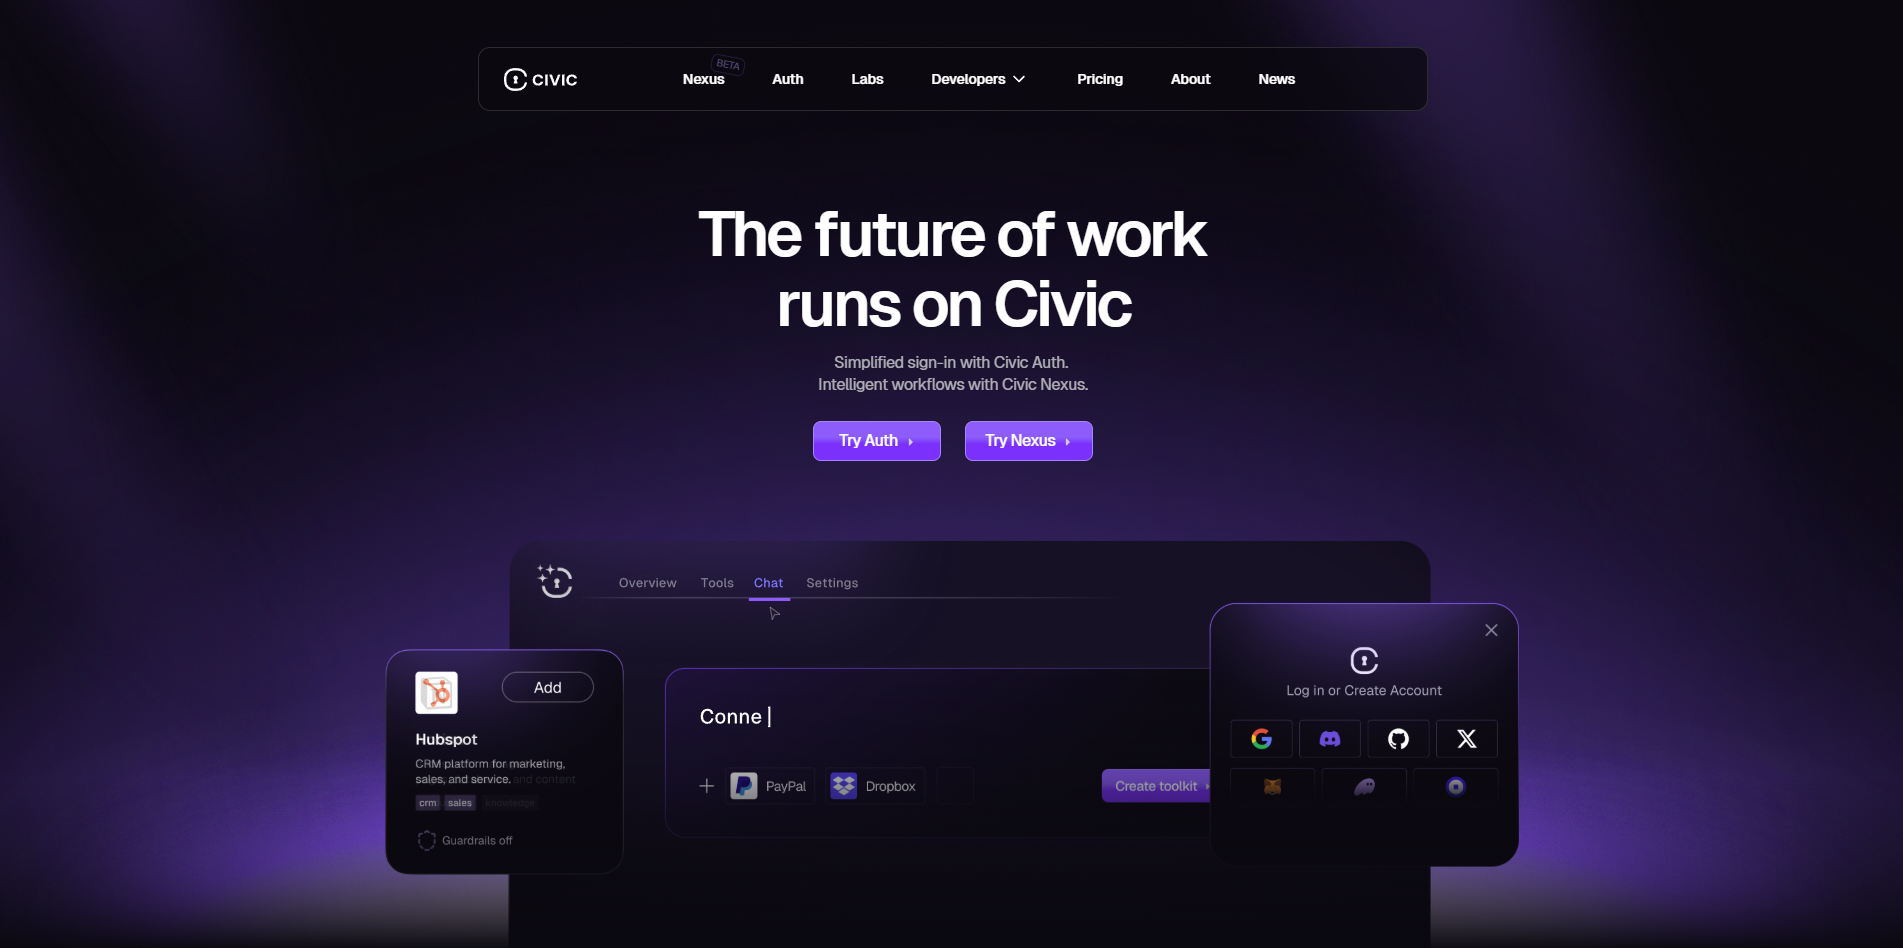 CIVIC
Nexus BETA Auth Labs Developers Pricing About News
The future of work
runs on Civic
Simplified sign-in with Civic Auth.
Intelligent workflows with Civic Nexus.
Try Auth Try Nexus
Overview Tools Chat Settings
Add
Hubspot
CRM platform for marketing,
sales, and service. and content
crm sales knowledge
Guardrails off
Conne
PayPal Dropbox
Create toolkit
Log in or Create Account